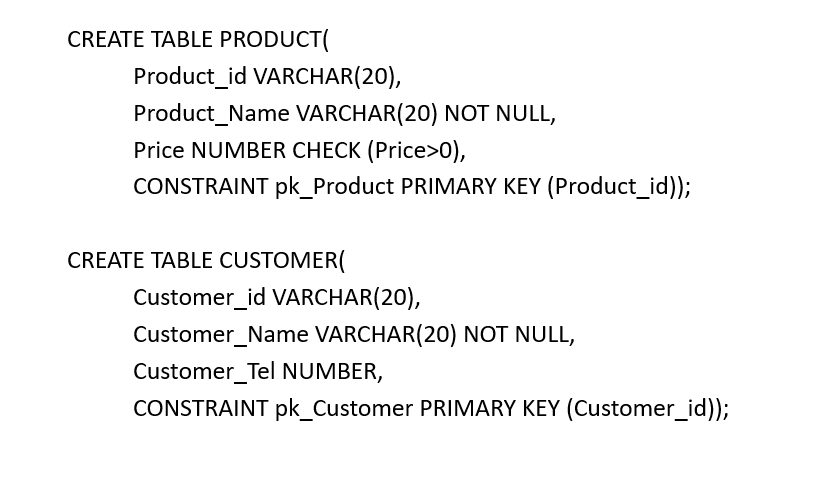 CREATE TABLE PRODUCT(
Product_id VARCHAR(20),
Product_Name VARCHAR(20) NOT NULL,
Price NUMBER CHECK (Price>0),
CONSTRAINT pk_Product PRIMARY KEY (Product_id));
CREATE TABLE CUSTOMER(
Customer_id VARCHAR(20),
Customer_Name VARCHAR(20) NOT NULL,
Customer_Tel NUMBER,
CONSTRAINT pk_Customer PRIMARY KEY (Customer_id));